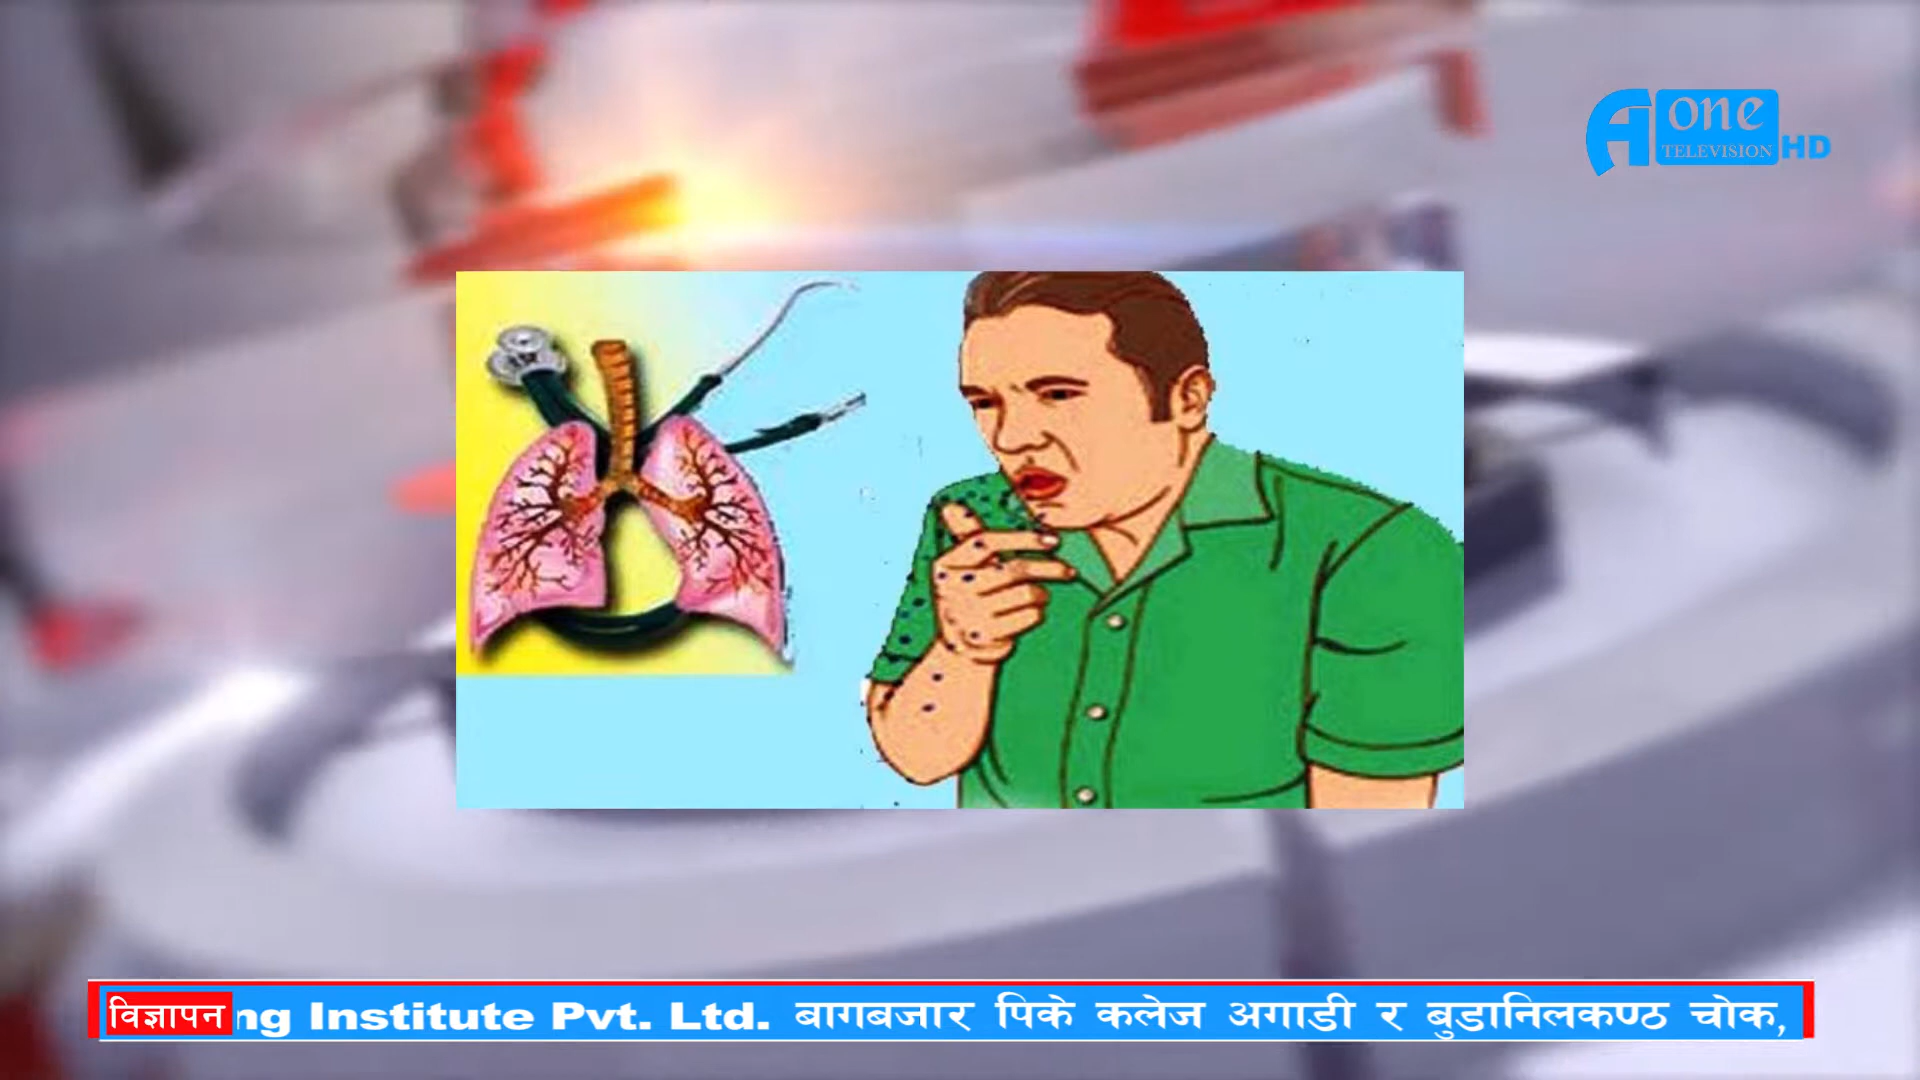 A one
TELEVISION HD
विज्ञापन ng Institute Pvt. Ltd. बागबजार पिके कलेज अगाडी र बुडानिलकण्ठ चोक,